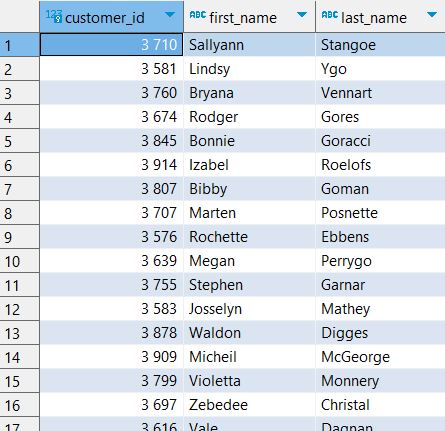 123 customer_id ABC first_name ABC last_name
1 3 710 Sallyann Stangoe
2 3 581 Lindsy Ygo
3 3 760 Bryana Vennart
4 3 674 Rodger Gores
5 3 845 Bonnie Goracci
6 3 914 Izabel Roelofs
7 3 807 Bibby Goman
8 3 707 Marten Posnette
9 3 576 Rochette Ebbens
10 3 639 Megan Perrygo
11 3 755 Stephen Garnar
12 3 583 Josselyn Mathey
13 3 878 Waldon Digges
14 3 909 Micheil McGeorge
15 3 799 Violetta Monnery
16 3 697 Zebedee Christal
17 3 616 Vale Dagnan